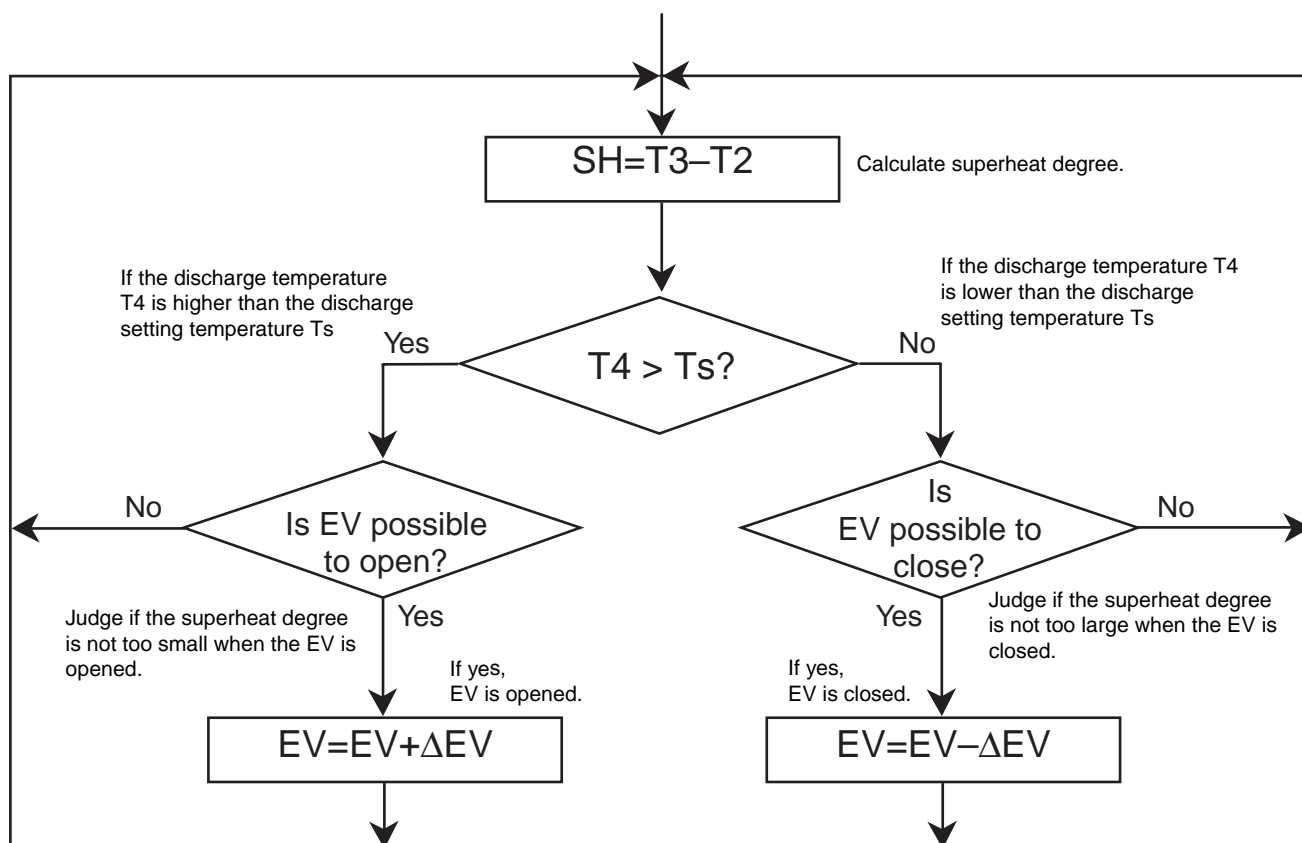 SH=T3–T2
Calculate superheat degree.
If the discharge temperature
T4 is higher than the discharge
setting temperature Ts
If the discharge temperature T4
is lower than the discharge
setting temperature Ts
Yes
No
T4 > Ts?
No
Is EV possible
to open?
Is
EV possible to
close?
No
Judge if the superheat degree
is not too small when the EV is
opened.
Yes
Yes
Judge if the superheat degree
is not too large when the EV is
closed.
If yes,
EV is opened.
If yes,
EV is closed.
EV=EV+ΔEV
EV=EV–ΔEV